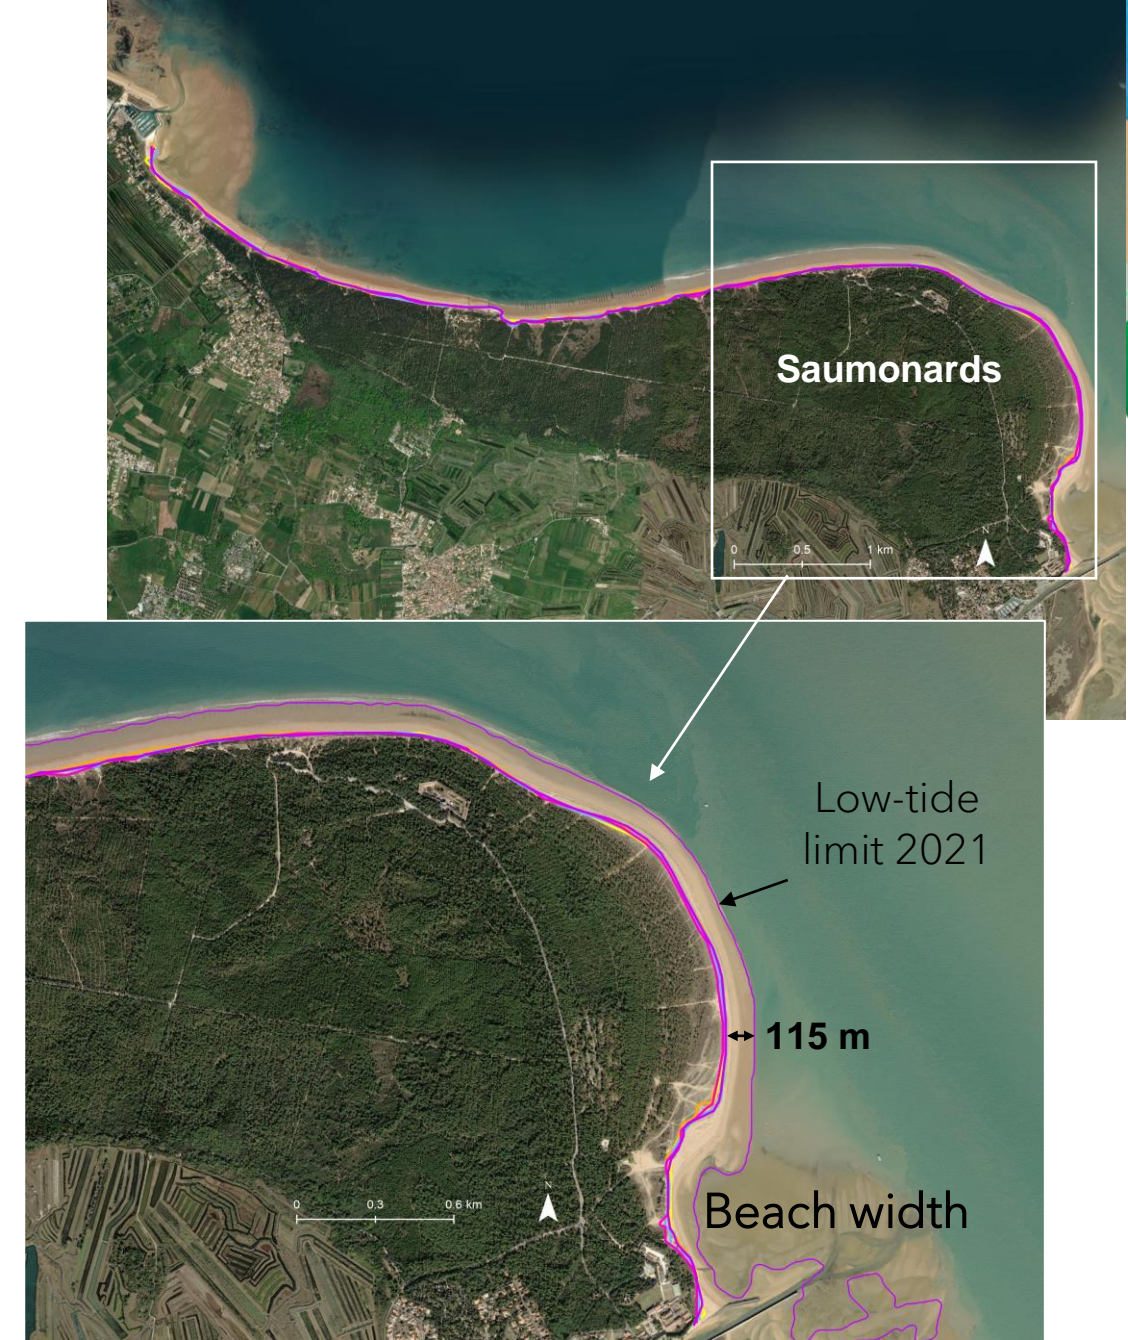 Saumonards
N
0 0.5 1 km
Low-tide
limit 2021
115 m
N
0 0.3 0.6 km
Beach width